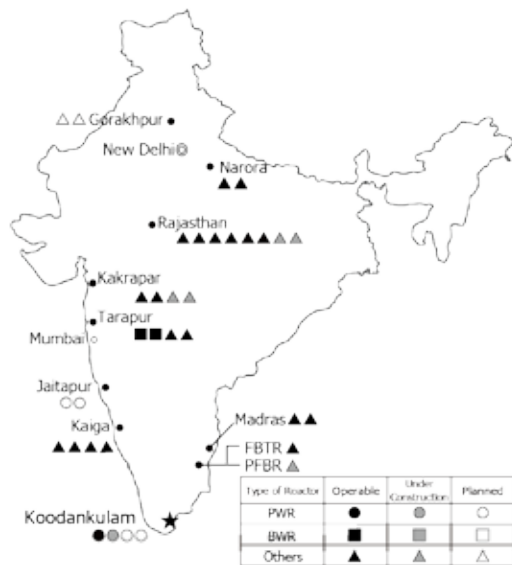 Gorakhpur
New Delhi
Narora
Rajasthan
Kakrapar
Tarapur
Mumbai
Jaitapur
Kaiga
Madras
FBTR
PFBR
Koodankulam
Type of Reactor Operable Under Construction Planned
PWR
BWR
Others